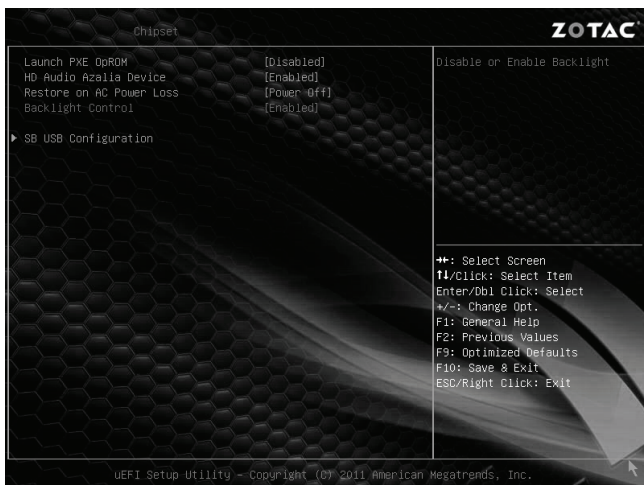 Chipset
ZOTAC
Launch PXE OpROM [Disabled]
HD Audio Azalia Device [Enabled]
Restore on AC Power Loss [Power Off]
Backlight Control [Enabled]
▶ SB USB Configuration
Disable or Enable Backlight
→←: Select Screen
↑↓/Click: Select Item
Enter/Dbl Click: Select
+/-: Change Opt.
F1: General Help
F2: Previous Values
F9: Optimized Defaults
F10: Save & Exit
ESC/Right Click: Exit
uEFI Setup Utility - Copyright (C) 2011 American Megatrends, Inc.